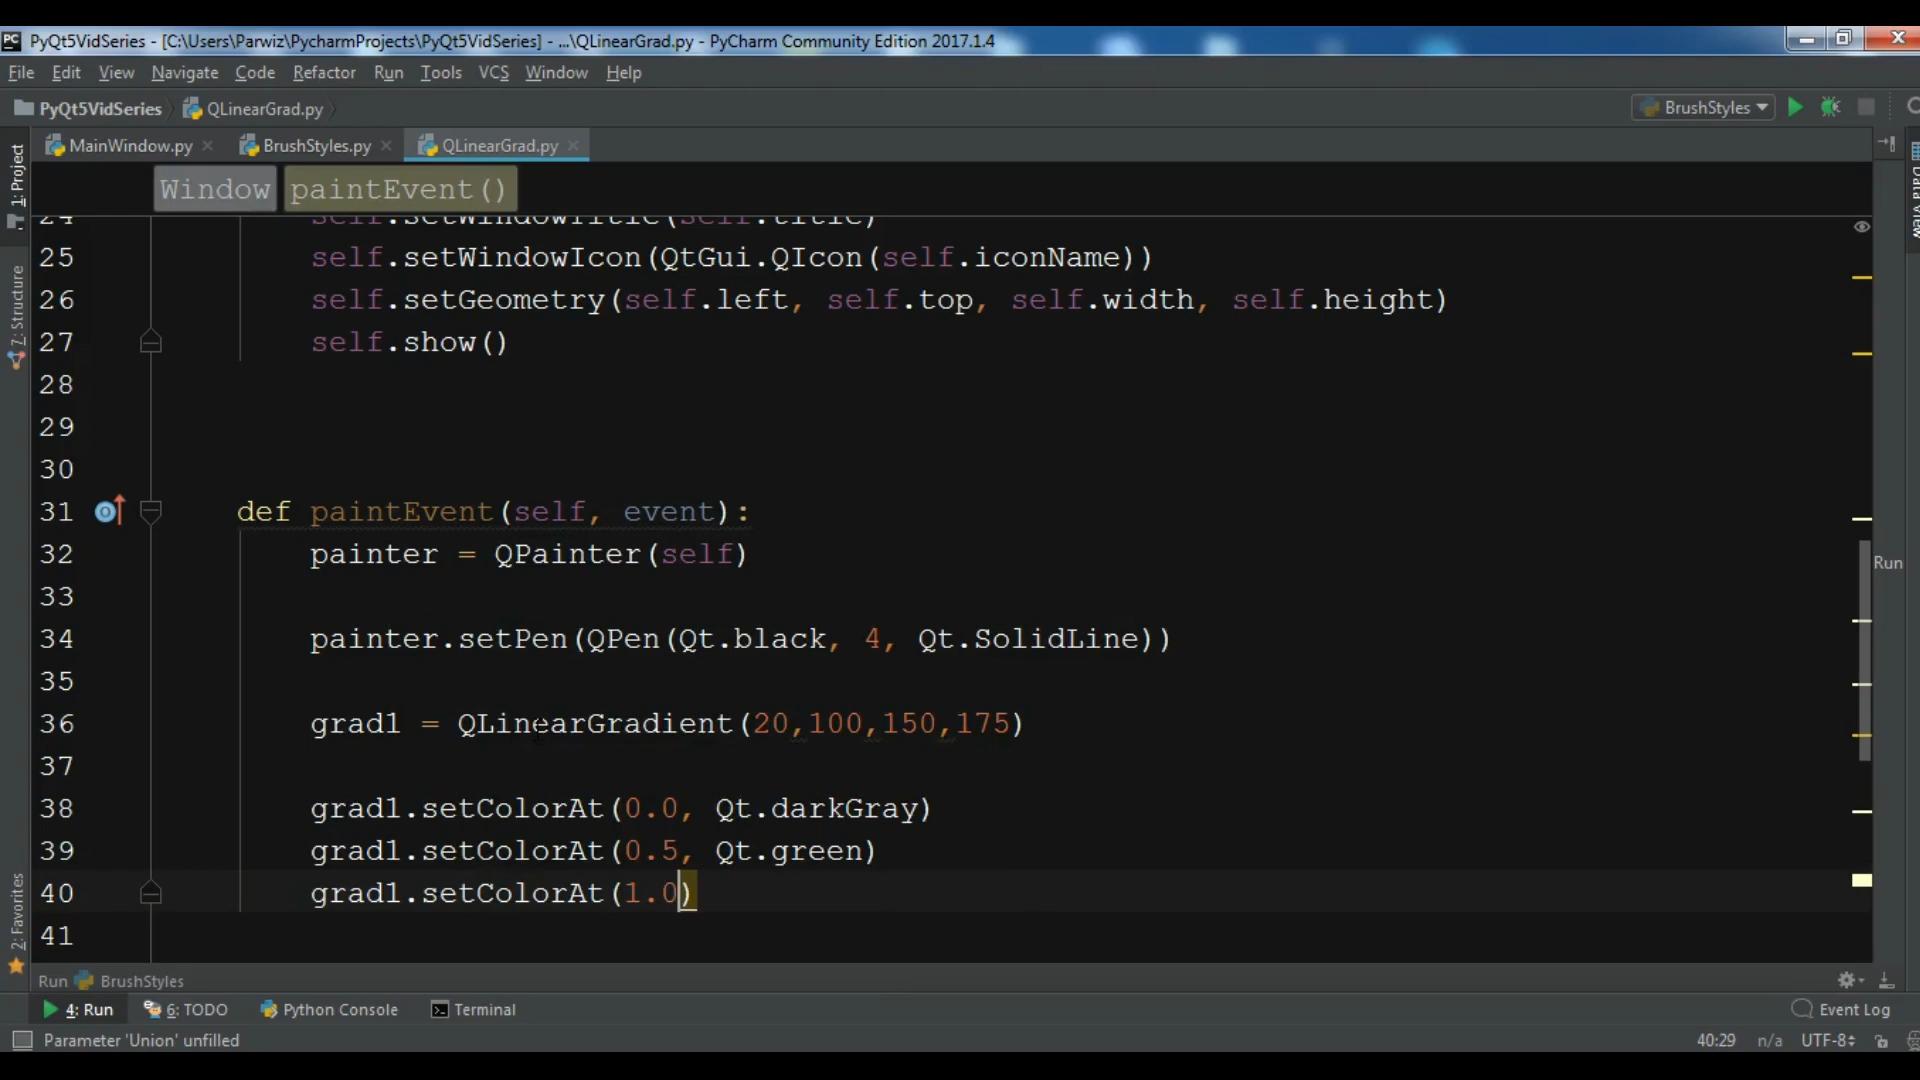 PyQt5VidSeries - [C:\Users\Parwiz\PycharmProjects\PyQt5VidSeries] - ...\QLinearGrad.py - PyCharm Community Edition 2017.1.4
File Edit View Navigate Code Refactor Run Tools VCS Window Help
PyQt5VidSeries QLinearGrad.py BrushStyles
MainWindow.py BrushStyles.py QLinearGrad.py
1: Project
7: Structure
2: Favorites
Data View
Window paintEvent()
24 self.setWindowTitle(self.title)
25 self.setWindowIcon(QtGui.QIcon(self.iconName))
26 self.setGeometry(self.left, self.top, self.width, self.height)
27 self.show()
28
29
30
31 def paintEvent(self, event):
32 painter = QPainter(self)
33
34 painter.setPen(QPen(Qt.black, 4, Qt.SolidLine))
35
36 grad1 = QLinearGradient(20,100,150,175)
37
38 grad1.setColorAt(0.0, Qt.darkGray)
39 grad1.setColorAt(0.5, Qt.green)
40 grad1.setColorAt(1.0)
41
Run
Run BrushStyles
4: Run 6: TODO Python Console Terminal Event Log
Parameter 'Union' unfilled 40:29 n/a UTF-8